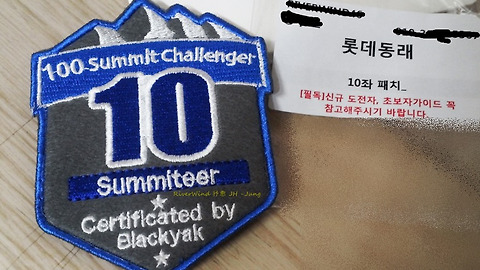 100 Summit Challenger
10
Summiteer
Certificated by
Blackyak
롯데동래
10좌 패치_
[필독]신규 도전자, 초보자가이드 꼭
참고해주시기 바랍니다.